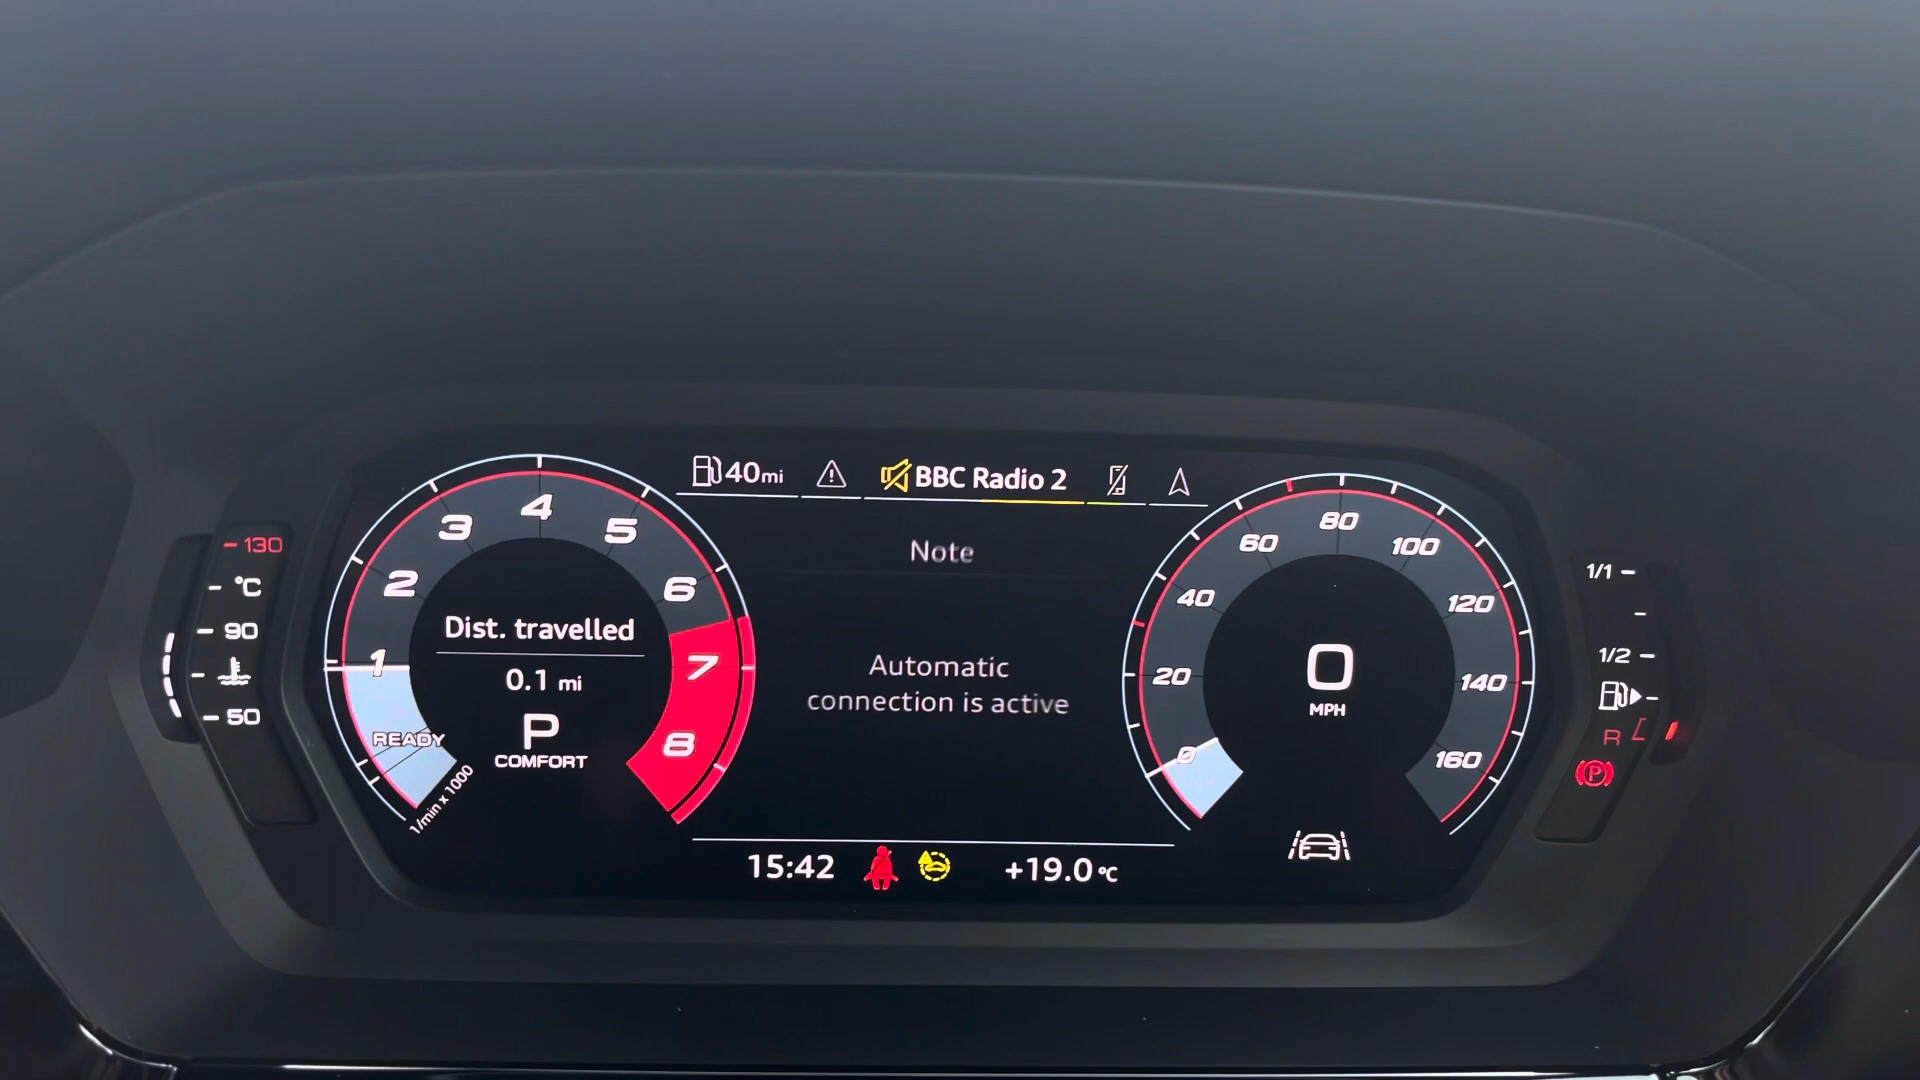 40mi
BBC Radio 2
Note
Automatic
connection is active
15:42
+19.0 °C
130
°C
90
50
1
2
3
4
5
6
7
8
READY
1/min x 1000
Dist. travelled
0.1 mi
P
COMFORT
0
20
40
60
80
100
120
140
160
0
MPH
1/1
1/2
R
P